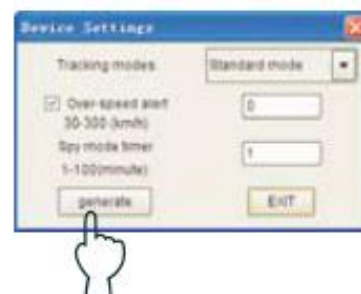 Device Settings
Tracking modes Standard mode
Over-speed alert 0
30-300 (km/h)
Spy mode timer 1
1-100(minute)
generate EXIT